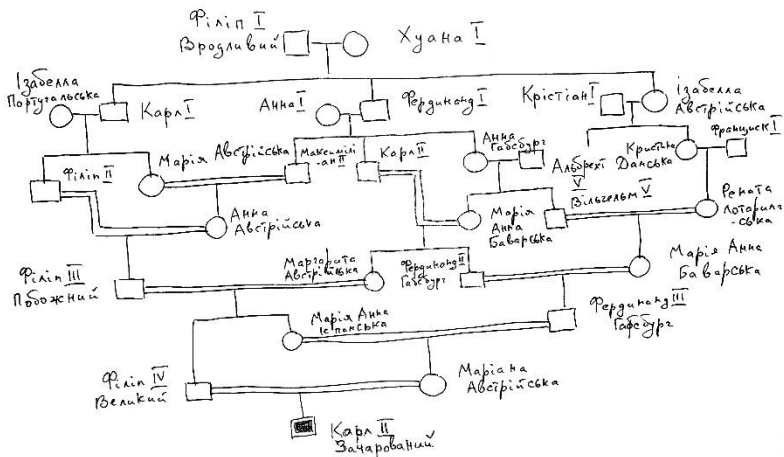 Філіп I
Вродливий
Хуана I
Ізабелла
Португальська
Карл I
Анна I
Фердинанд I
Крістіан I
Ізабелла
Австрійська
Філіп II
Марія Австрійська
Максимілі-
ан II
Карл II
Анна
Габсбург
Альбрехт
V
Кристина
Данська
Франциск I
Анна
Австрійська
Марія
Анна
Баварська
Вільгельм V
Рената
Лотаринг-
ська
Філіп III
Побожний
Маргарита
Австрійська
Фердинанд II
Габсбург
Марія Анна
Баварська
Марія Анна
Іспанська
Фердинанд III
Габсбург
Філіп IV
Великий
Маріана
Австрійська
Карл II
Зачарований